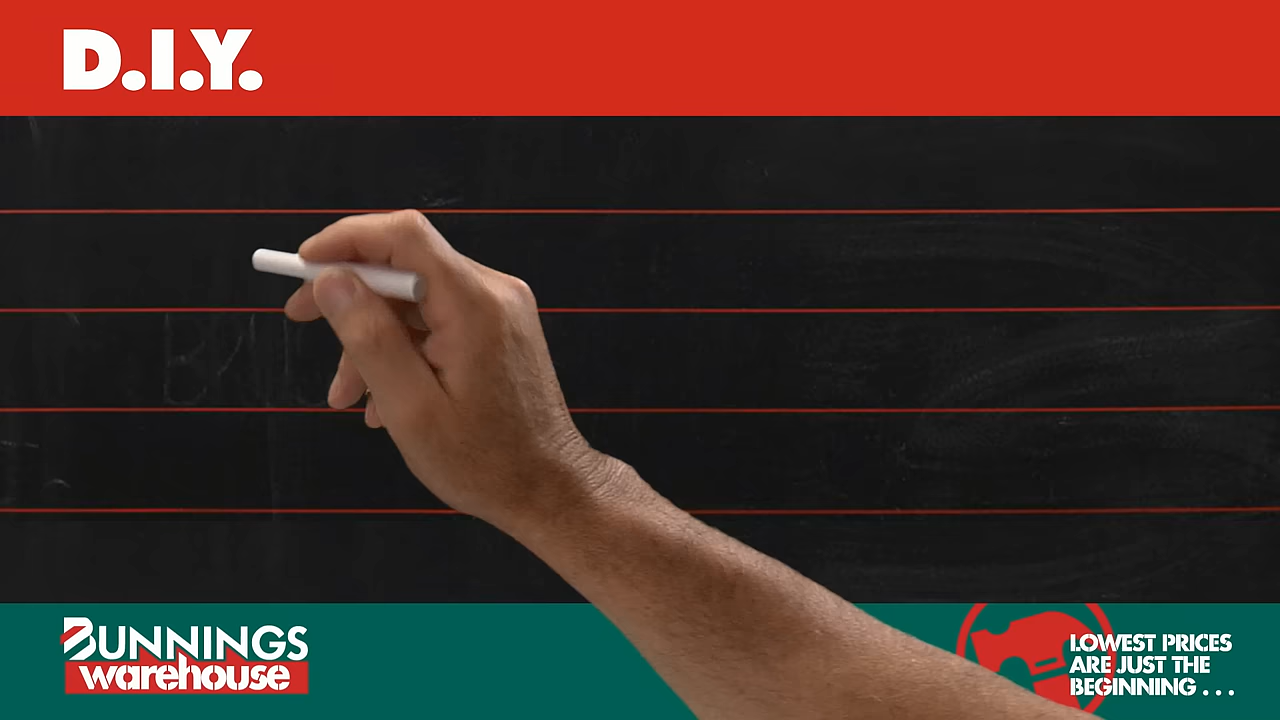 D.I.Y.
BUNNINGS
warehouse
LOWEST PRICES
ARE JUST THE
BEGINNING...